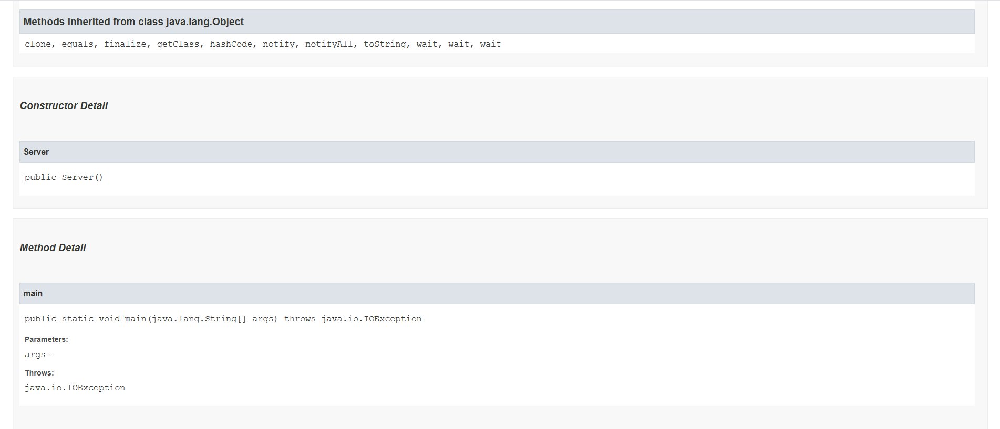 Methods inherited from class java.lang.Object
clone, equals, finalize, getClass, hashCode, notify, notifyAll, toString, wait, wait, wait
Constructor Detail
Server
public Server()
Method Detail
main
public static void main(java.lang.String[] args) throws java.io.IOException
Parameters:
args -
Throws:
java.io.IOException